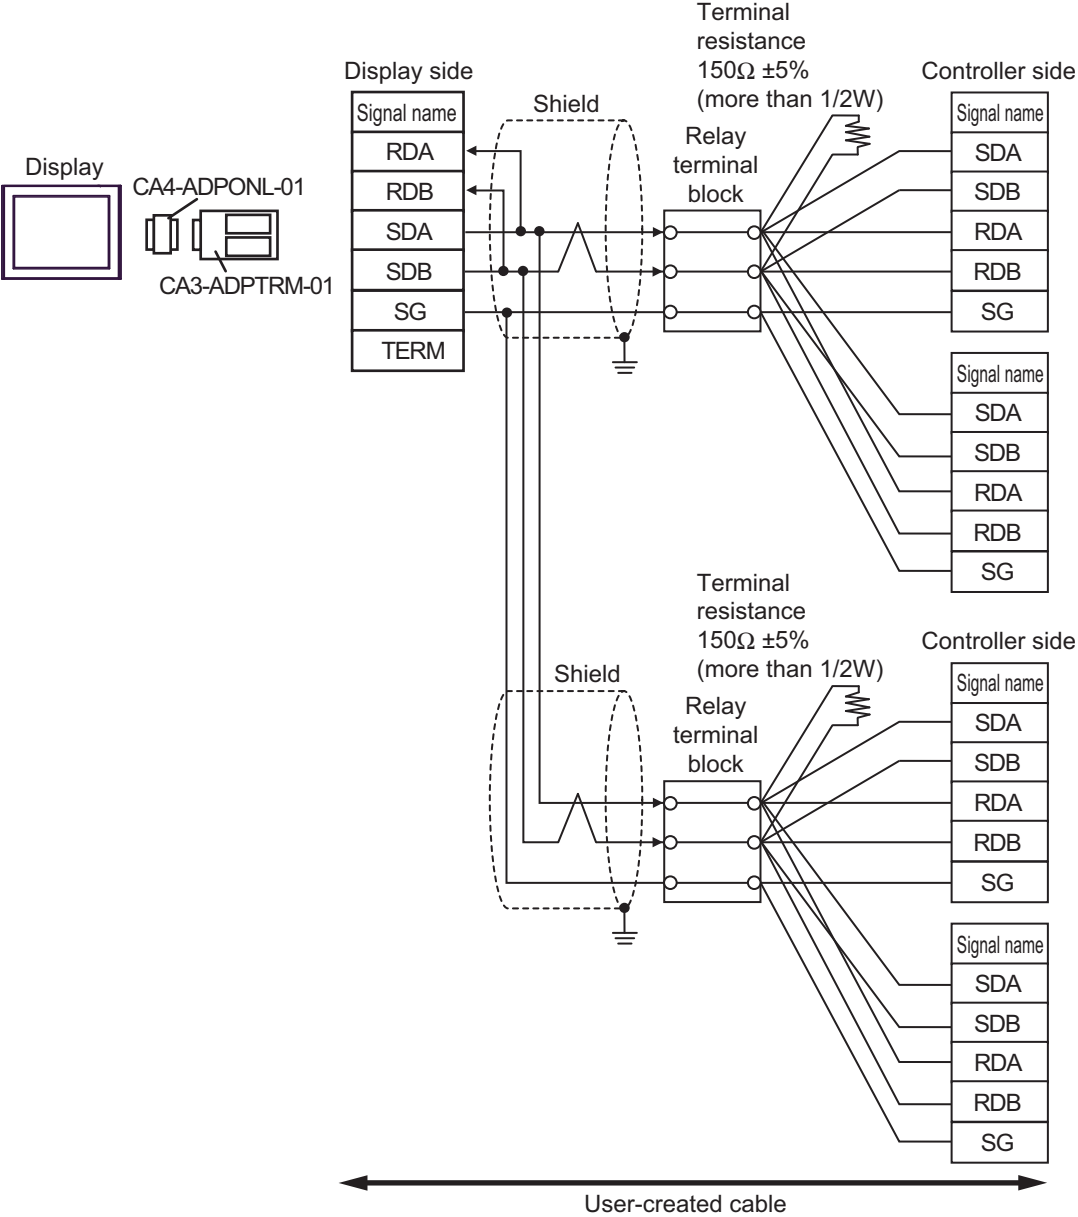 Display
CA4-ADPONL-01
CA3-ADPTRM-01
Display side
Signal name
RDA
RDB
SDA
SDB
SG
TERM
Shield
Terminal
resistance
150Ω ±5%
(more than 1/2W)
Relay
terminal
block
Controller side
Signal name
SDA
SDB
RDA
RDB
SG
Signal name
SDA
SDB
RDA
RDB
SG
Shield
Terminal
resistance
150Ω ±5%
(more than 1/2W)
Relay
terminal
block
Controller side
Signal name
SDA
SDB
RDA
RDB
SG
Signal name
SDA
SDB
RDA
RDB
SG
User-created cable